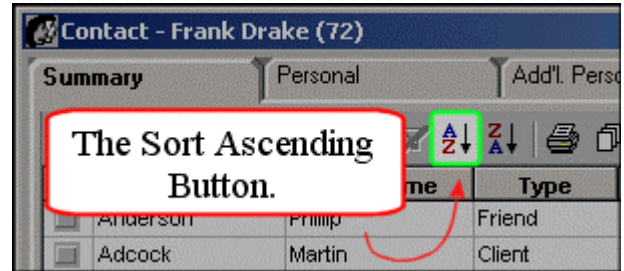 Contact - Frank Drake (72)
Summary Personal Add'l. Perso
The Sort Ascending
Button.
A
Z
Z
A
me Type
Anderson Phillip Friend
Adcock Martin Client